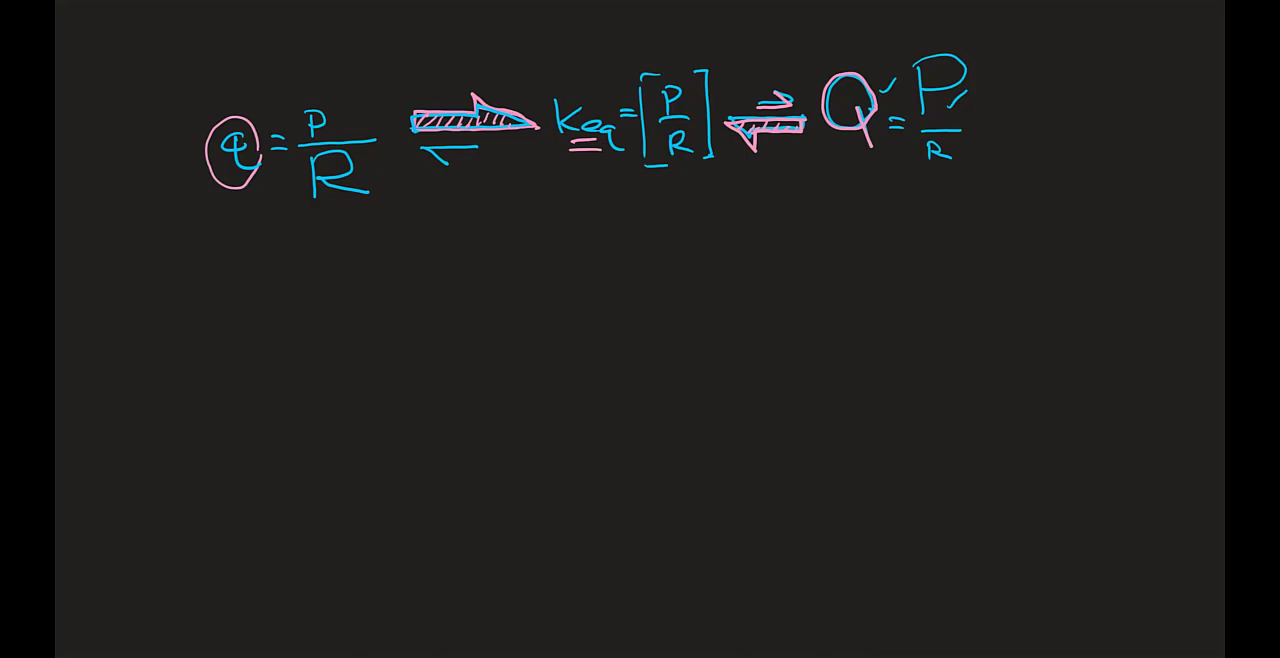 q = P/R ⟶ keq = [P/R] ⇌ Q = P/R